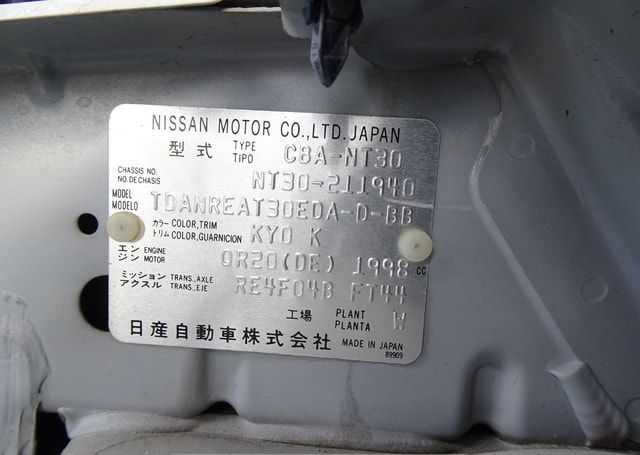 NISSAN MOTOR CO.,LTD.JAPAN
型式 TYPE TIPO CBA-NT30
CHASSIS NO. NO.DE CHASIS NT30-211940
MODEL MODELO TDANREAT30EDA-D-BB
カラー COLOR,TRIM トリム COLOR,GUARNICION KY0 K
エンジン ENGINE MOTOR QR20(DE) 1998 CC
ミッション TRANS.,AXLE アクスル TRANS.,EJE RE4F04B FT44
工場 PLANT PLANTA W
日産自動車株式会社 MADE IN JAPAN
89909